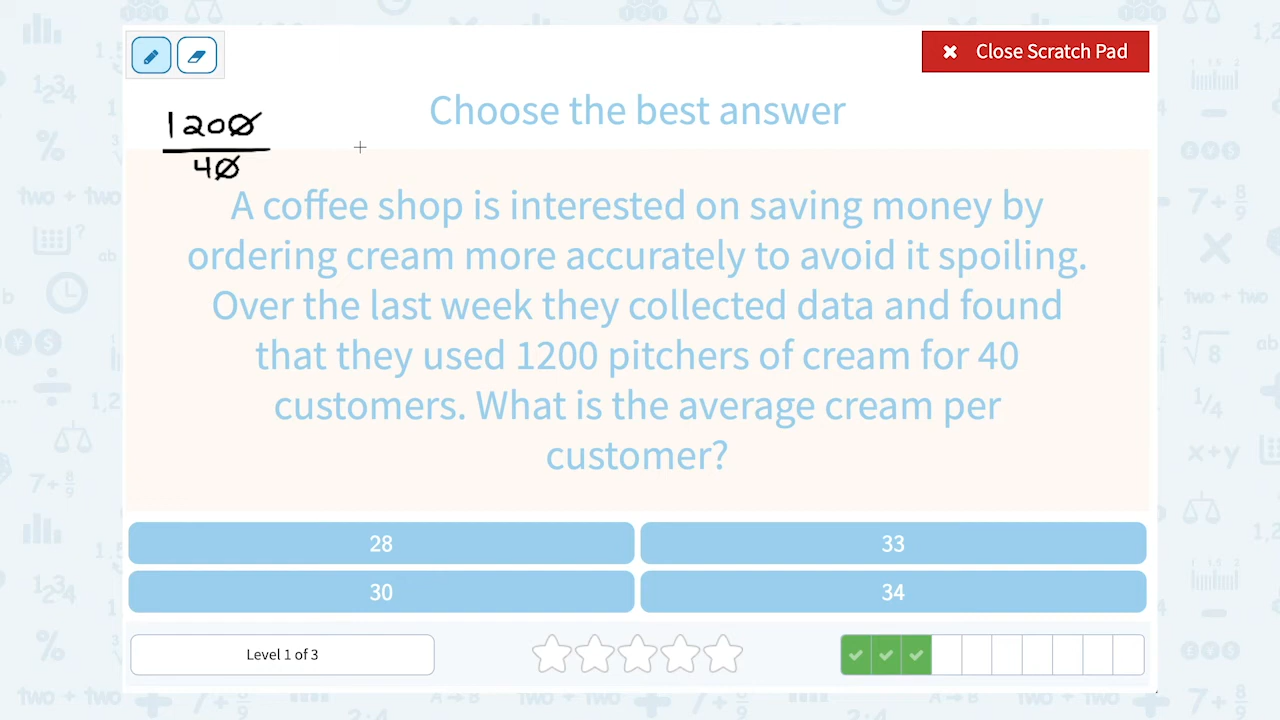 ✖ Close Scratch Pad
Choose the best answer
1200
40
A coffee shop is interested on saving money by
ordering cream more accurately to avoid it spoiling.
Over the last week they collected data and found
that they used 1200 pitchers of cream for 40
customers. What is the average cream per
customer?
28
33
30
34
Level 1 of 3